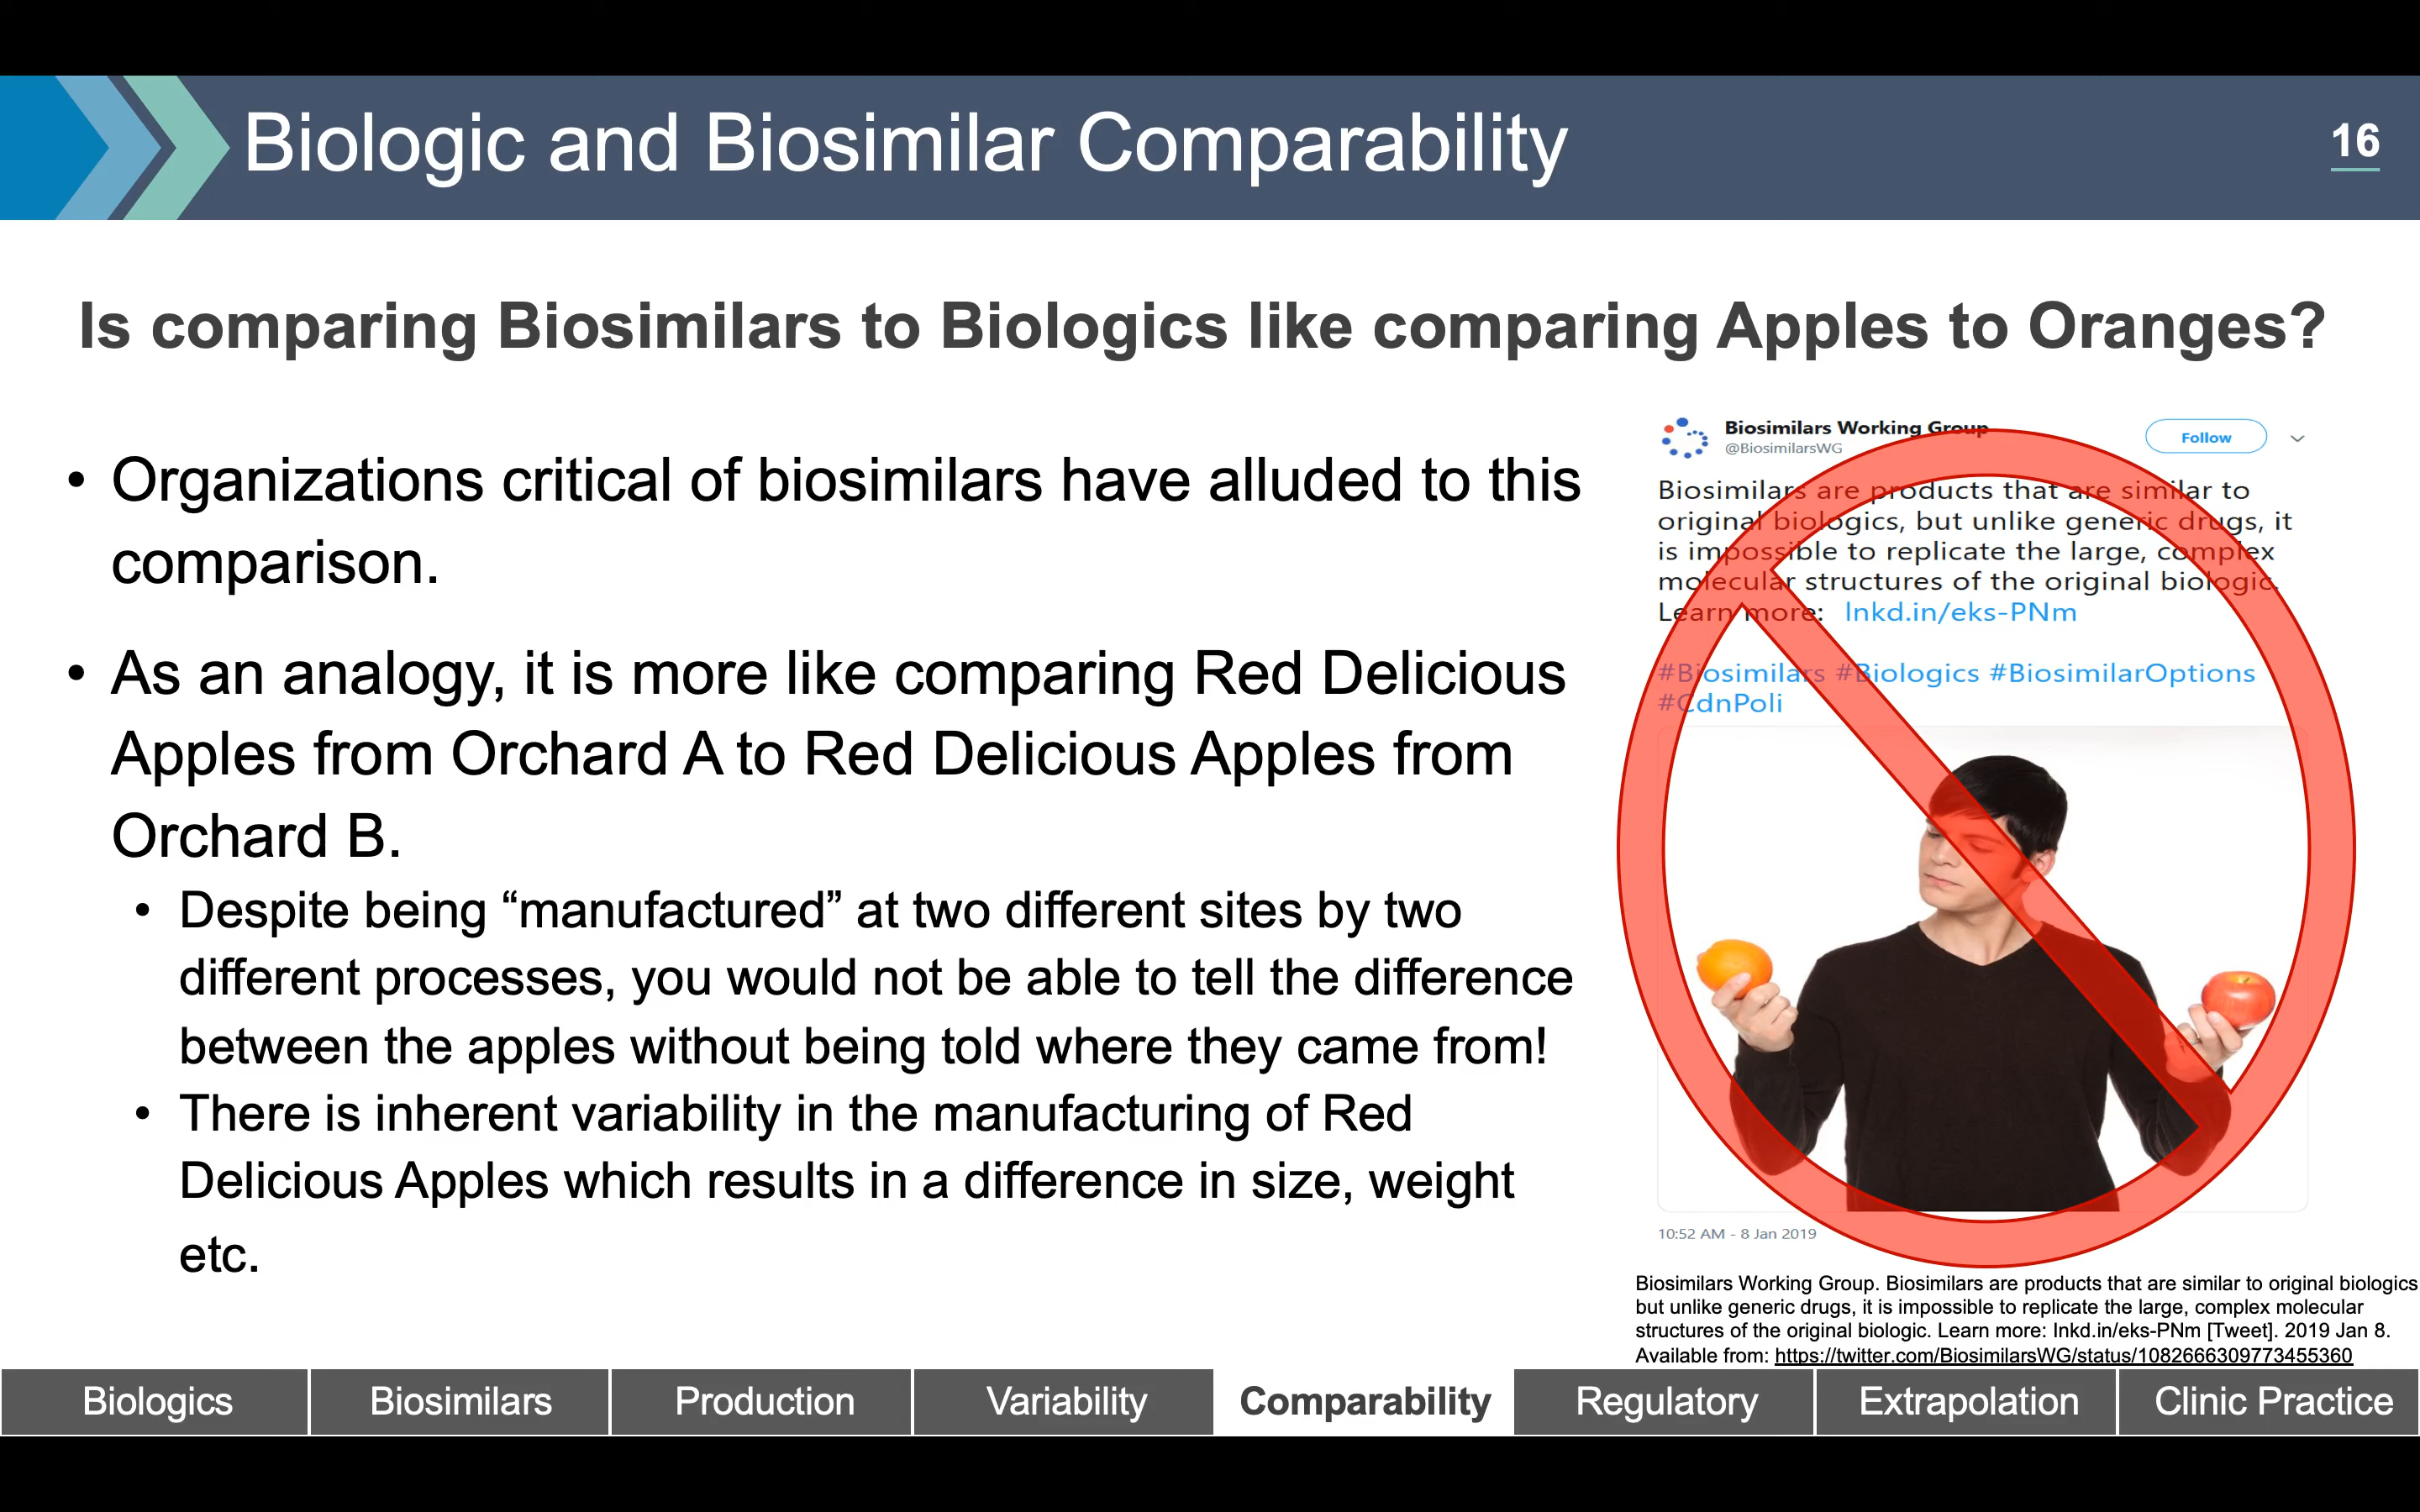 Biologic and Biosimilar Comparability
16
Is comparing Biosimilars to Biologics like comparing Apples to Oranges?
• Organizations critical of biosimilars have alluded to this
comparison.
• As an analogy, it is more like comparing Red Delicious
Apples from Orchard A to Red Delicious Apples from
Orchard B.
• Despite being “manufactured” at two different sites by two
different processes, you would not be able to tell the difference
between the apples without being told where they came from!
• There is inherent variability in the manufacturing of Red
Delicious Apples which results in a difference in size, weight
etc.
Biosimilars Working Group
@BiosimilarsWG
Follow
Biosimilars are products that are similar to
original biologics, but unlike generic drugs, it
is impossible to replicate the large, complex
molecular structures of the original biologic.
Learn more: lnkd.in/eks-PNm
#Biosimilars #Biologics #BiosimilarOptions
#CdnPoli
10:52 AM - 8 Jan 2019
Biosimilars Working Group. Biosimilars are products that are similar to original biologics
but unlike generic drugs, it is impossible to replicate the large, complex molecular
structures of the original biologic. Learn more: lnkd.in/eks-PNm [Tweet]. 2019 Jan 8.
Available from: https://twitter.com/BiosimilarsWG/status/1082666309773455360
Biologics
Biosimilars
Production
Variability
Comparability
Regulatory
Extrapolation
Clinic Practice